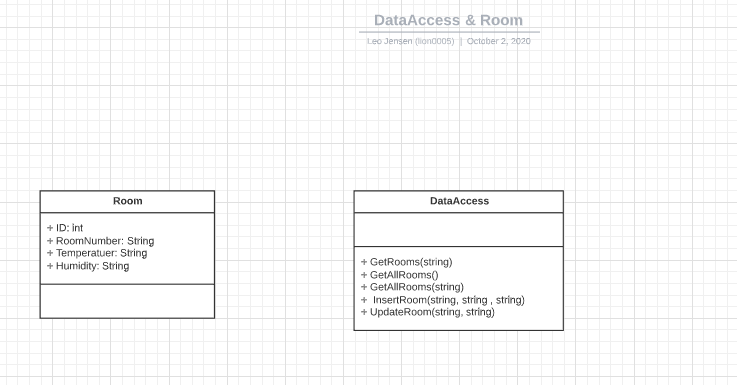 DataAccess & Room
Leo Jensen (lion0005) | October 2, 2020
Room
+ ID: int
+ RoomNumber: String
+ Temperatuer: String
+ Humidity: String
DataAccess
+ GetRooms(string)
+ GetAllRooms()
+ GetAllRooms(string)
+ InsertRoom(string, string , string)
+ UpdateRoom(string, string)